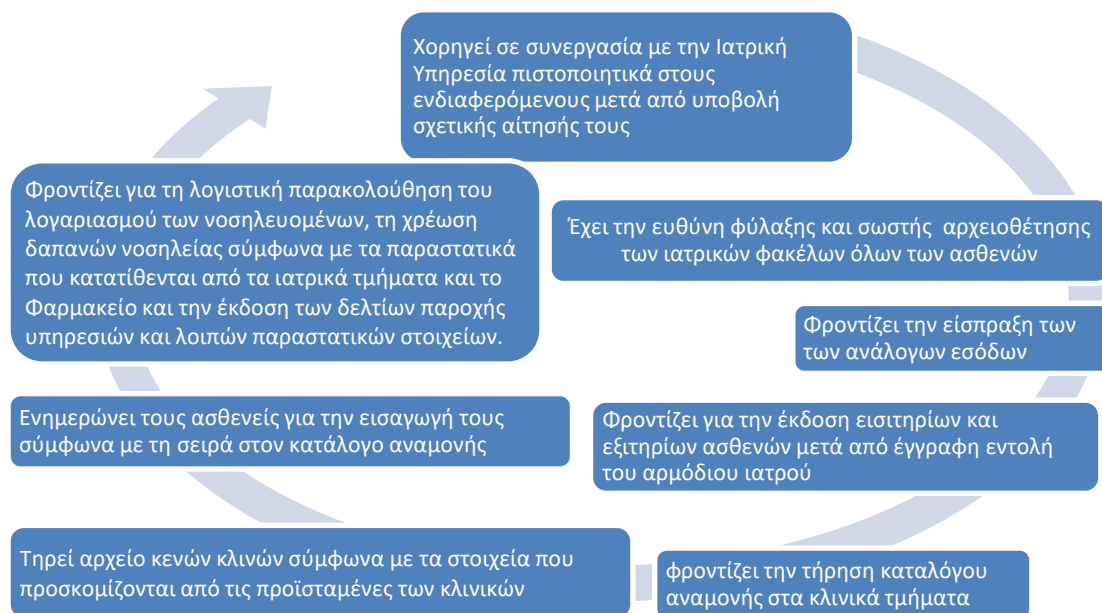 Χορηγεί σε συνεργασία με την Ιατρική
Υπηρεσία πιστοποιητικά στους
ενδιαφερόμενους μετά από υποβολή
σχετικής αίτησής τους
Έχει την ευθύνη φύλαξης και σωστής αρχειοθέτησης
των ιατρικών φακέλων όλων των ασθενών
Φροντίζει την είσπραξη των
των ανάλογων εσόδων
Φροντίζει για την έκδοση εισιτηρίων και
εξιτηρίων ασθενών μετά από έγγραφη εντολή
του αρμόδιου ιατρού
φροντίζει την τήρηση καταλόγου
αναμονής στα κλινικά τμήματα
Τηρεί αρχείο κενών κλινών σύμφωνα με τα στοιχεία που
προσκομίζονται από τις προϊσταμένες των κλινικών
Ενημερώνει τους ασθενείς για την εισαγωγή τους
σύμφωνα με τη σειρά στον κατάλογο αναμονής
Φροντίζει για τη λογιστική παρακολούθηση του
λογαριασμού των νοσηλευομένων, τη χρέωση
δαπανών νοσηλείας σύμφωνα με τα παραστατικά
που κατατίθενται από τα ιατρικά τμήματα και το
Φαρμακείο και την έκδοση των δελτίων παροχής
υπηρεσιών και λοιπών παραστατικών στοιχείων.